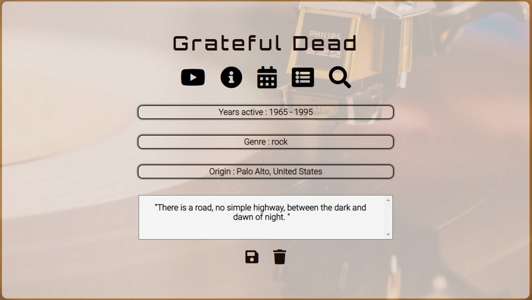 Grateful Dead
Years active : 1965 - 1995
Genre : rock
Origin : Palo Alto, United States
"There is a road, no simple highway, between the dark and
dawn of night. "